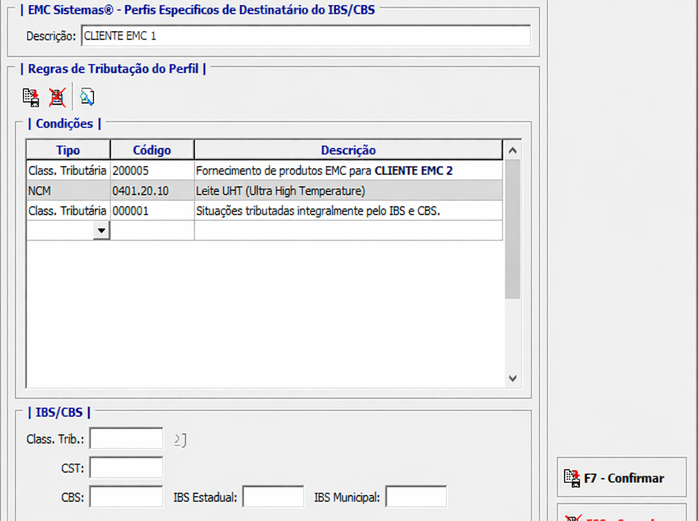 | EMC Sistemas® - Perfis Especificos de Destinatário do IBS/CBS
Descrição: CLIENTE EMC 1
| Regras de Tributação do Perfil |
| Condições |
Tipo Código Descrição
Class. Tributária 200005 Fornecimento de produtos EMC para CLIENTE EMC 2
NCM 0401.20.10 Leite UHT (Ultra High Temperature)
Class. Tributária 000001 Situações tributadas integralmente pelo IBS e CBS.
| IBS/CBS |
Class. Trib.:
CST:
CBS: IBS Estadual: IBS Municipal:
F7 - Confirmar